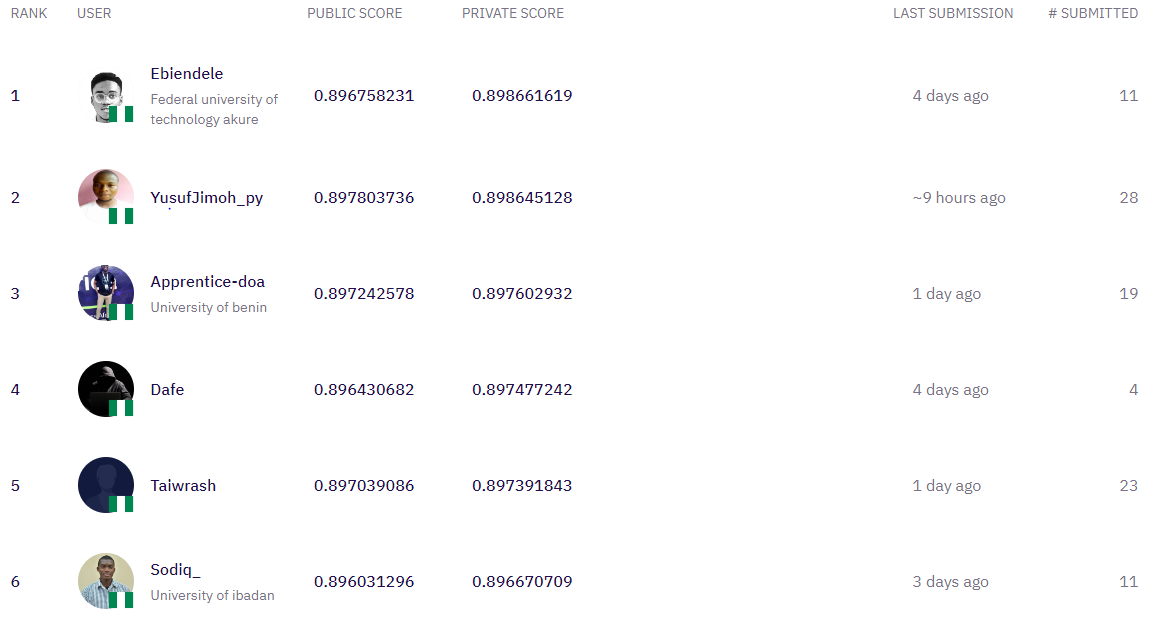 RANK USER PUBLIC SCORE PRIVATE SCORE LAST SUBMISSION # SUBMITTED
Ebiendele
1 Federal university of 0.896758231 0.898661619 4 days ago 11
technology akure
2 YusufJimoh_py 0.897803736 0.898645128 ~9 hours ago 28
Apprentice-doa
3 0.897242578 0.897602932 1 day ago 19
University of benin
4 Dafe 0.896430682 0.897477242 4 days ago 4
5 Taiwrash 0.897039086 0.897391843 1 day ago 23
Sodiq_
6 0.896031296 0.896670709 3 days ago 11
University of ibadan